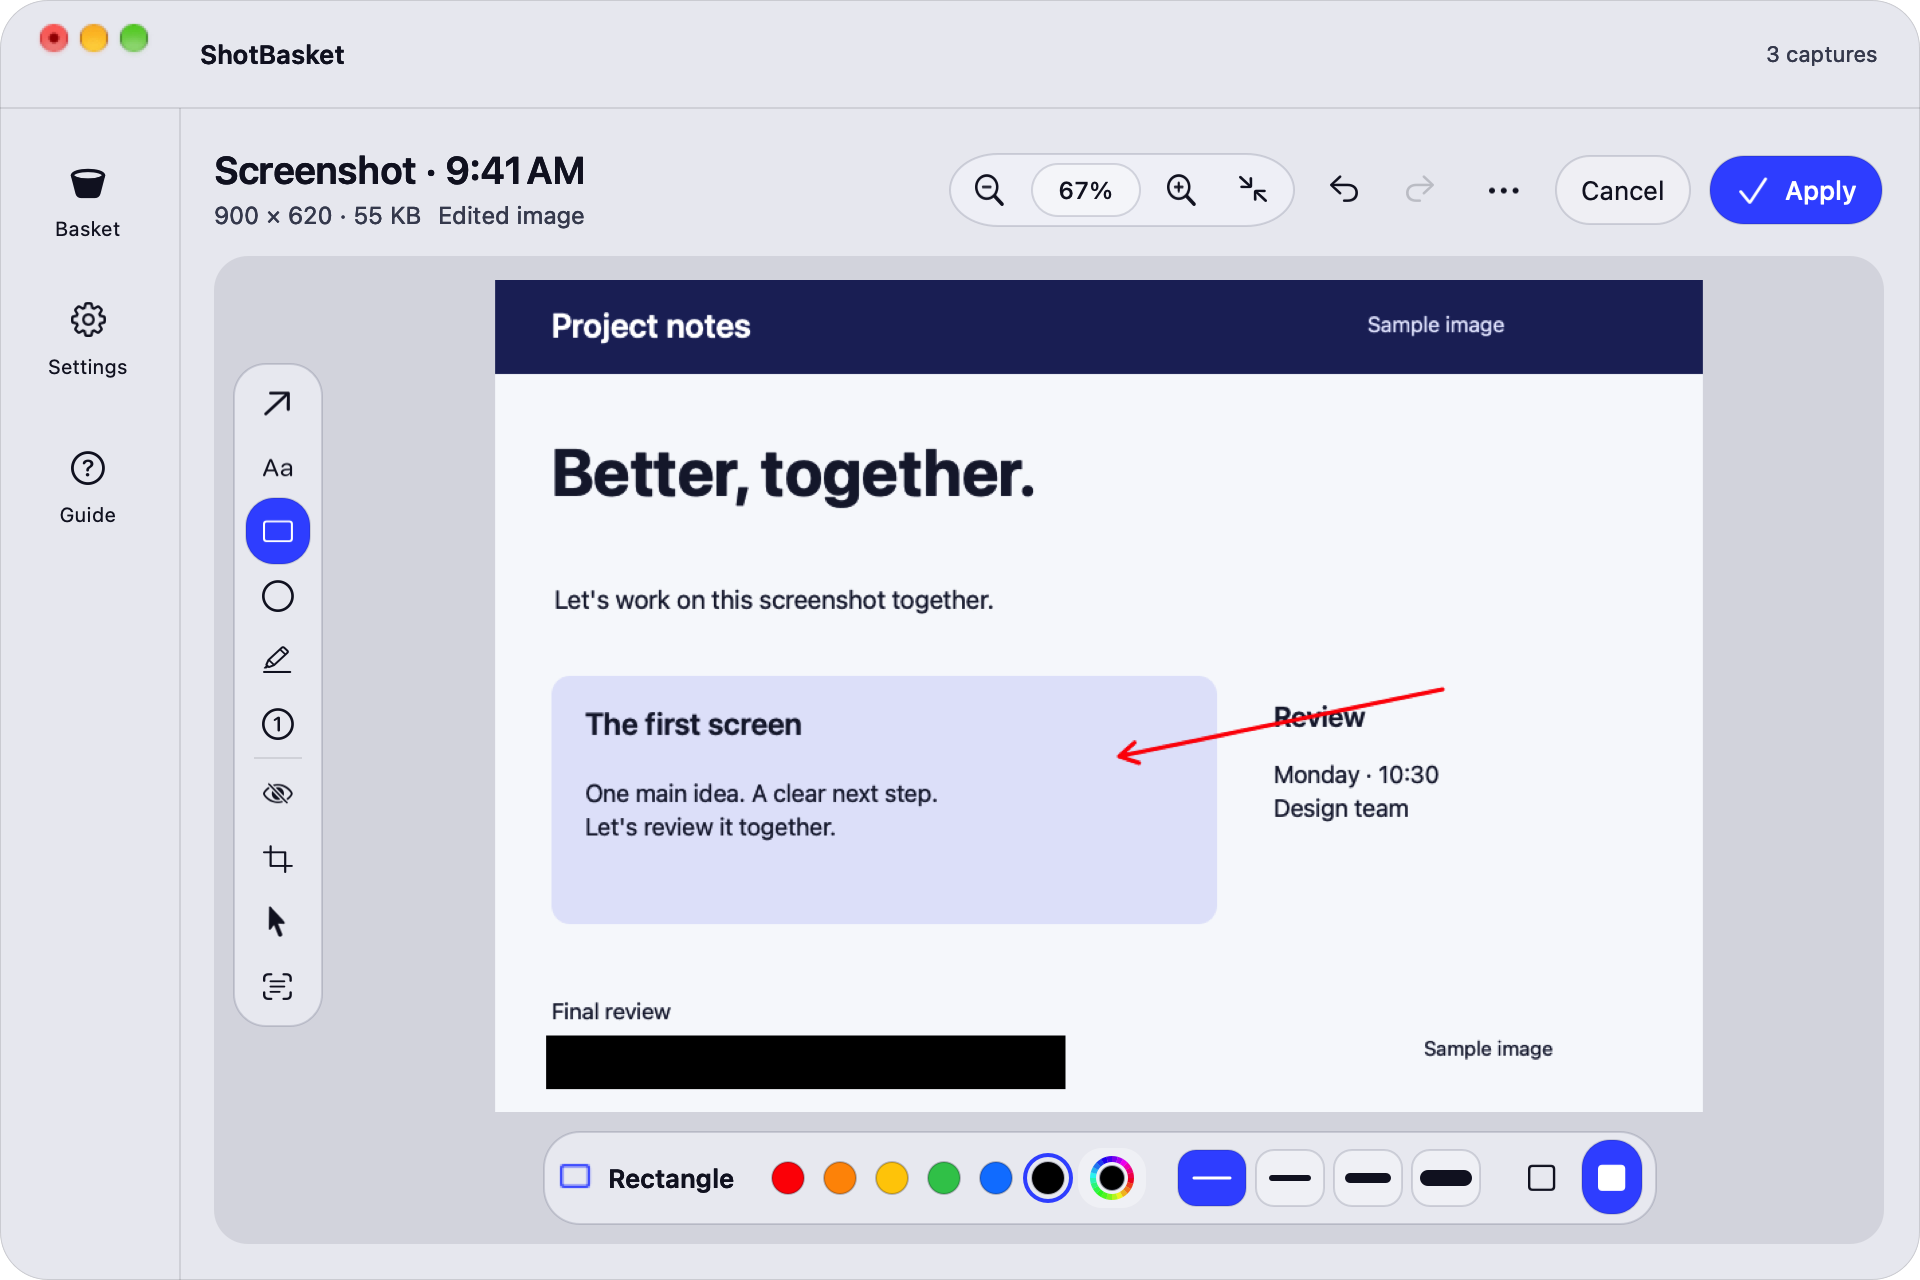 ShotBasket
3 captures
Basket
Settings
Guide
Screenshot · 9:41 AM
900 × 620 · 55 KB Edited image
67%
Cancel
Apply
Aa
1
Project notes
Sample image
Better, together.
Let's work on this screenshot together.
The first screen
One main idea. A clear next step.
Let's review it together.
Review
Monday · 10:30
Design team
Final review
Sample image
Rectangle